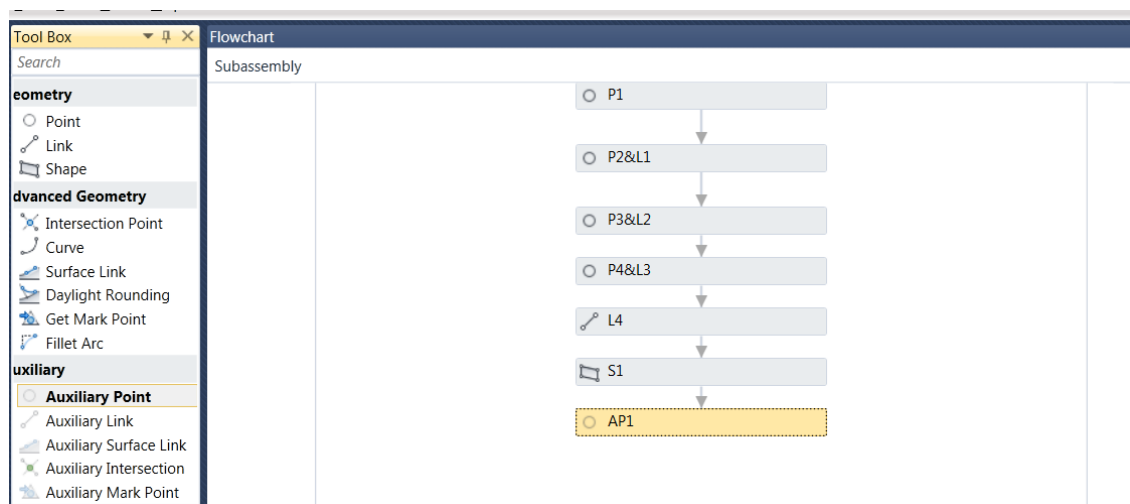 Tool Box
Search
eometry
Point
Link
Shape
dvanced Geometry
Intersection Point
Curve
Surface Link
Daylight Rounding
Get Mark Point
Fillet Arc
uxiliary
Auxiliary Point
Auxiliary Link
Auxiliary Surface Link
Auxiliary Intersection
Auxiliary Mark Point
Flowchart
Subassembly
P1
P2&L1
P3&L2
P4&L3
L4
S1
AP1